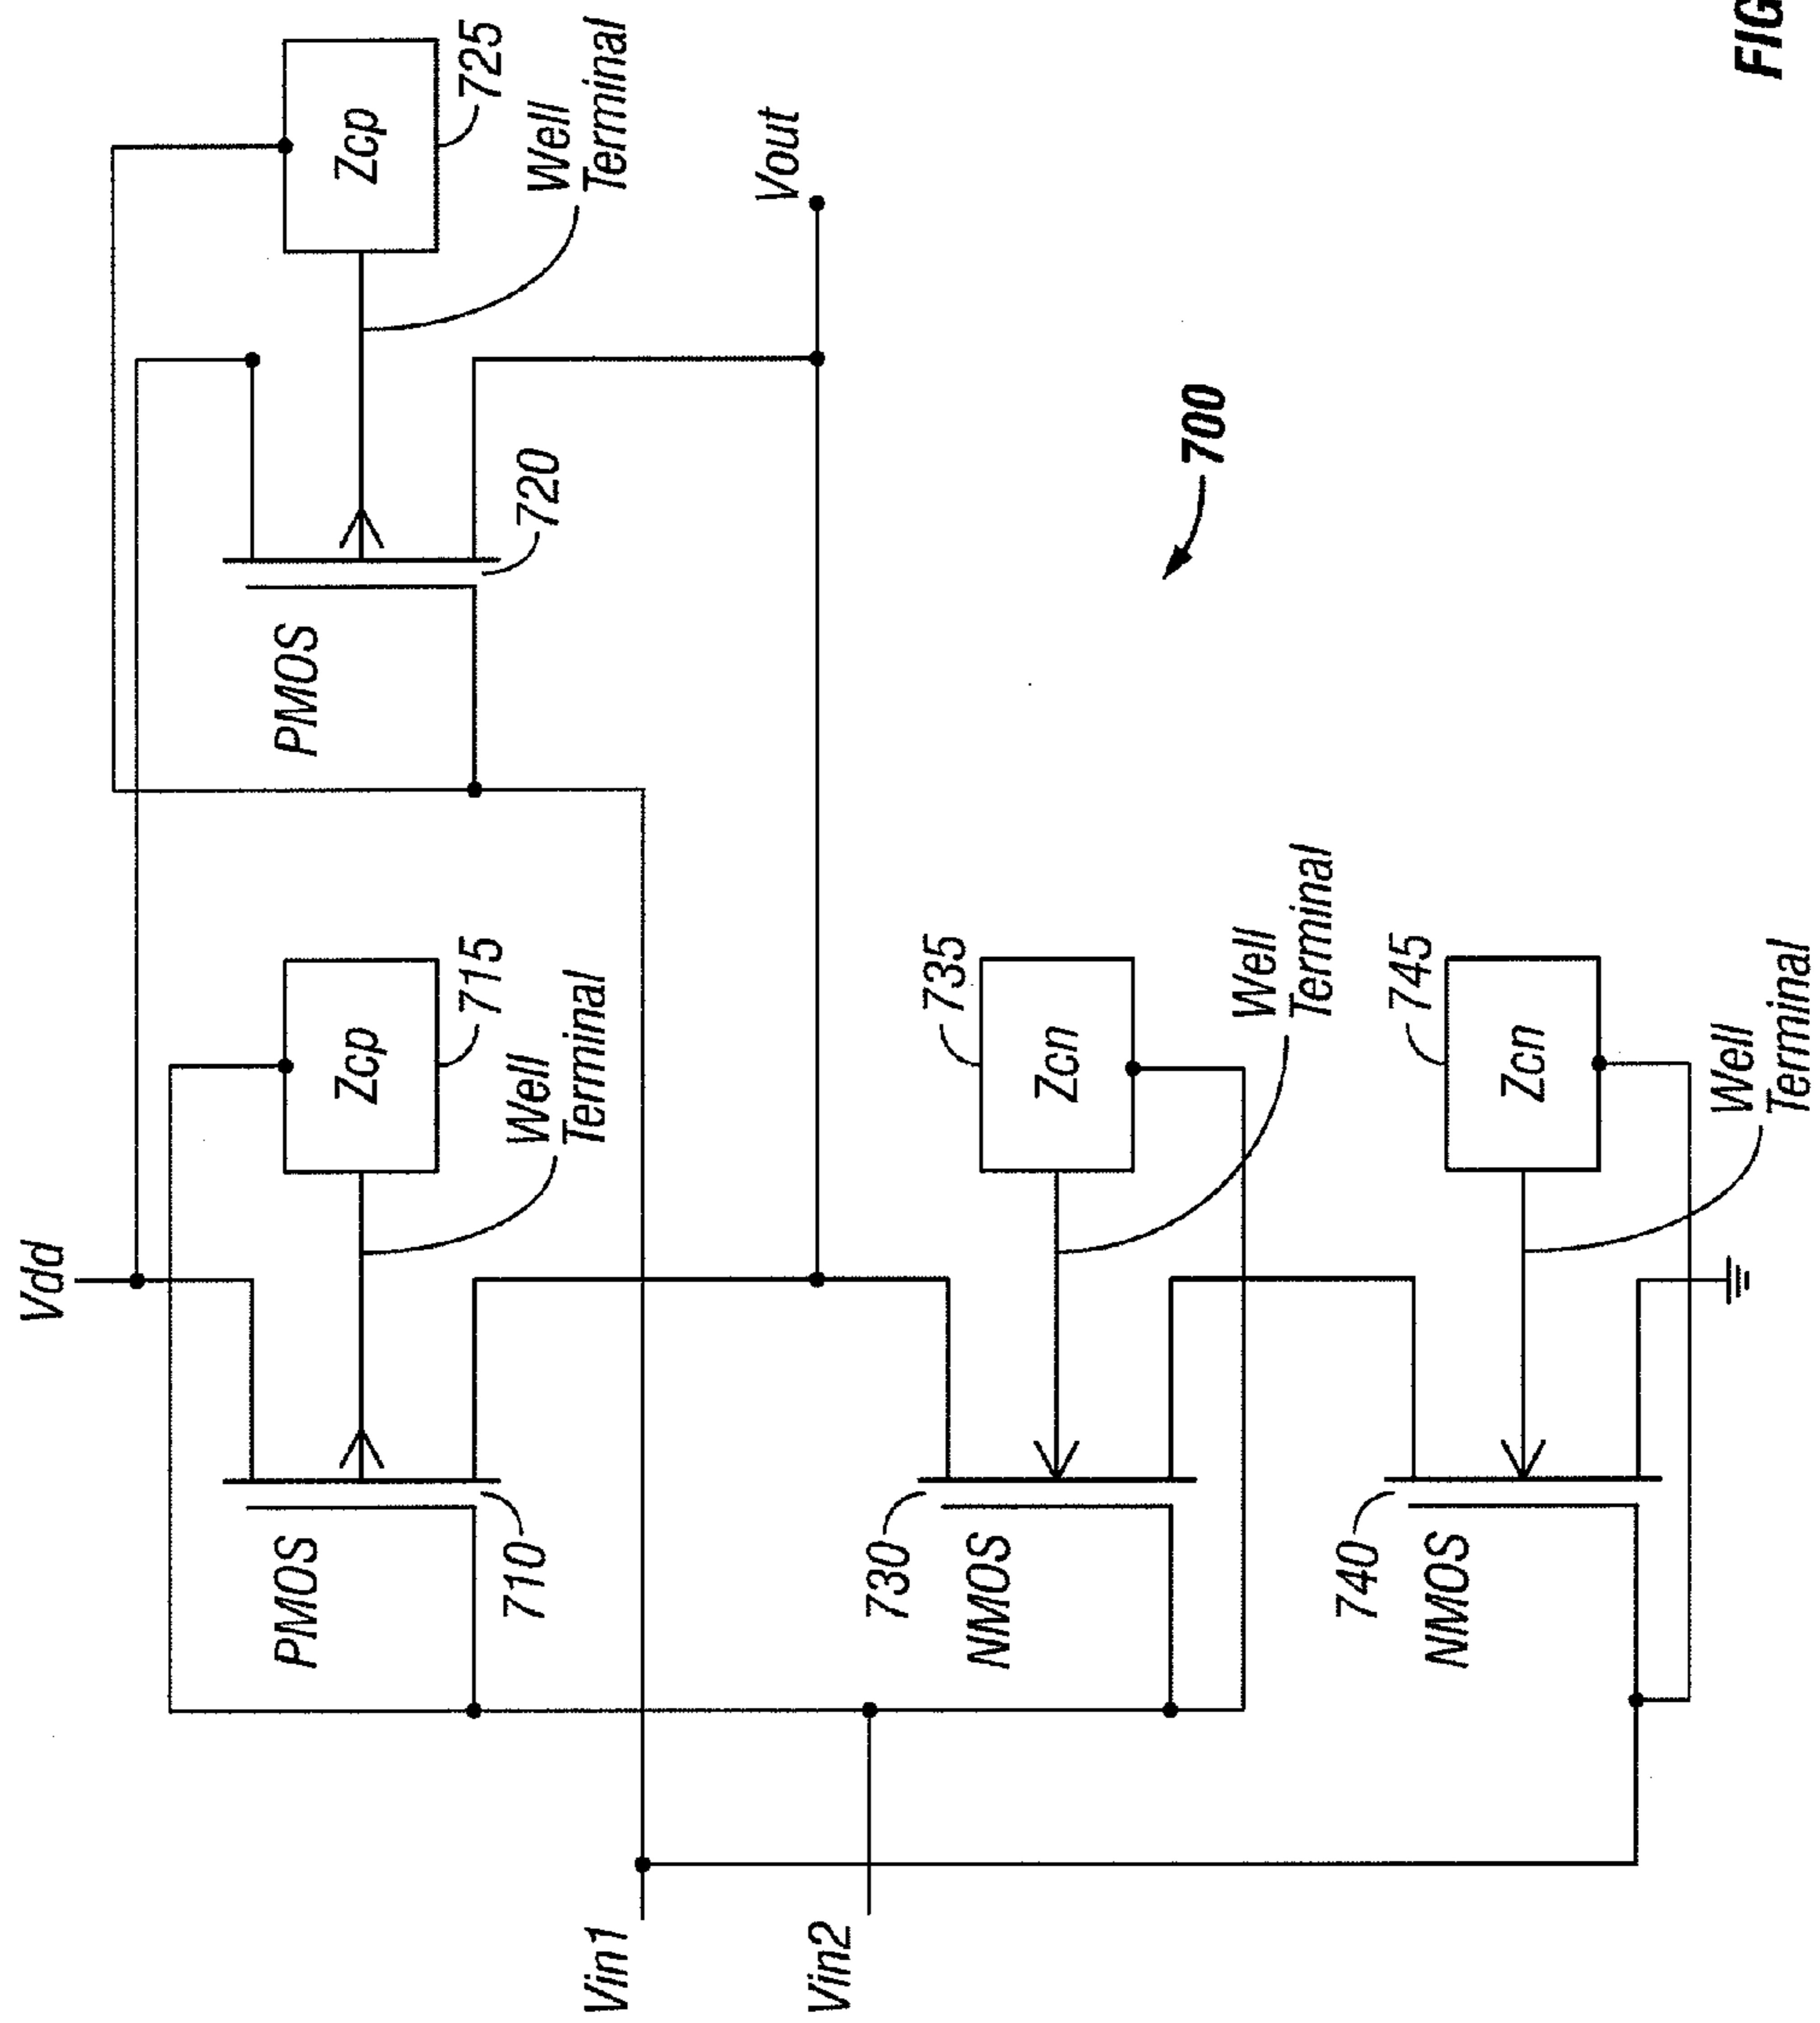 Vdd
PMOS
710
Zcp
715
Well
Terminal
PMOS
720
Zcp
725
Well
Terminal
Vin1
Vin2
Vout
730
NMOS
Zcn
735
Well
Terminal
740
NMOS
Zcn
745
Well
Terminal
700
FIG